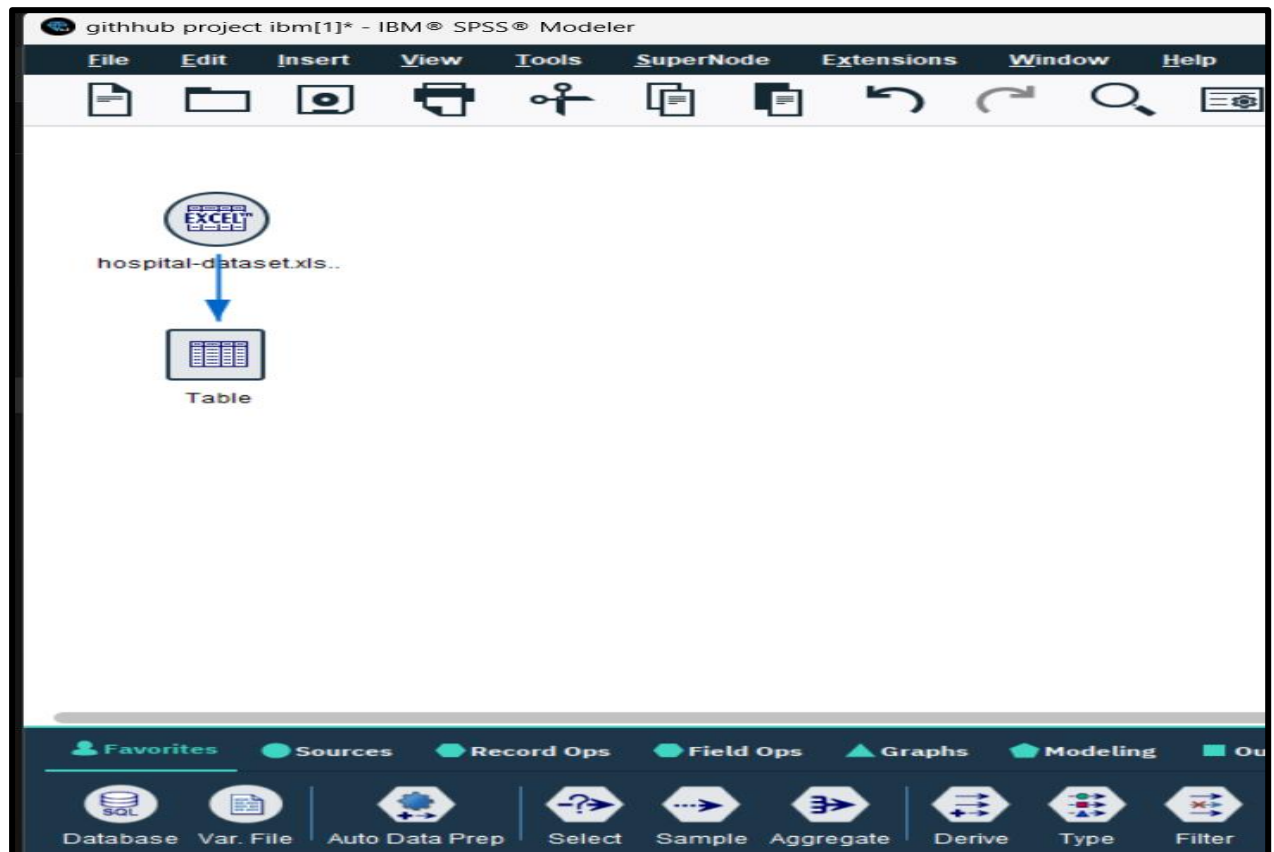 githhub project ibm[1]* - IBM® SPSS® Modeler
File Edit Insert View Tools SuperNode Extensions Window Help
EXCEL™
hospital-dataset.xls..
Table
Favorites Sources Record Ops Field Ops Graphs Modeling Ou
SQL
Database Var. File Auto Data Prep Select Sample Aggregate Derive Type Filter